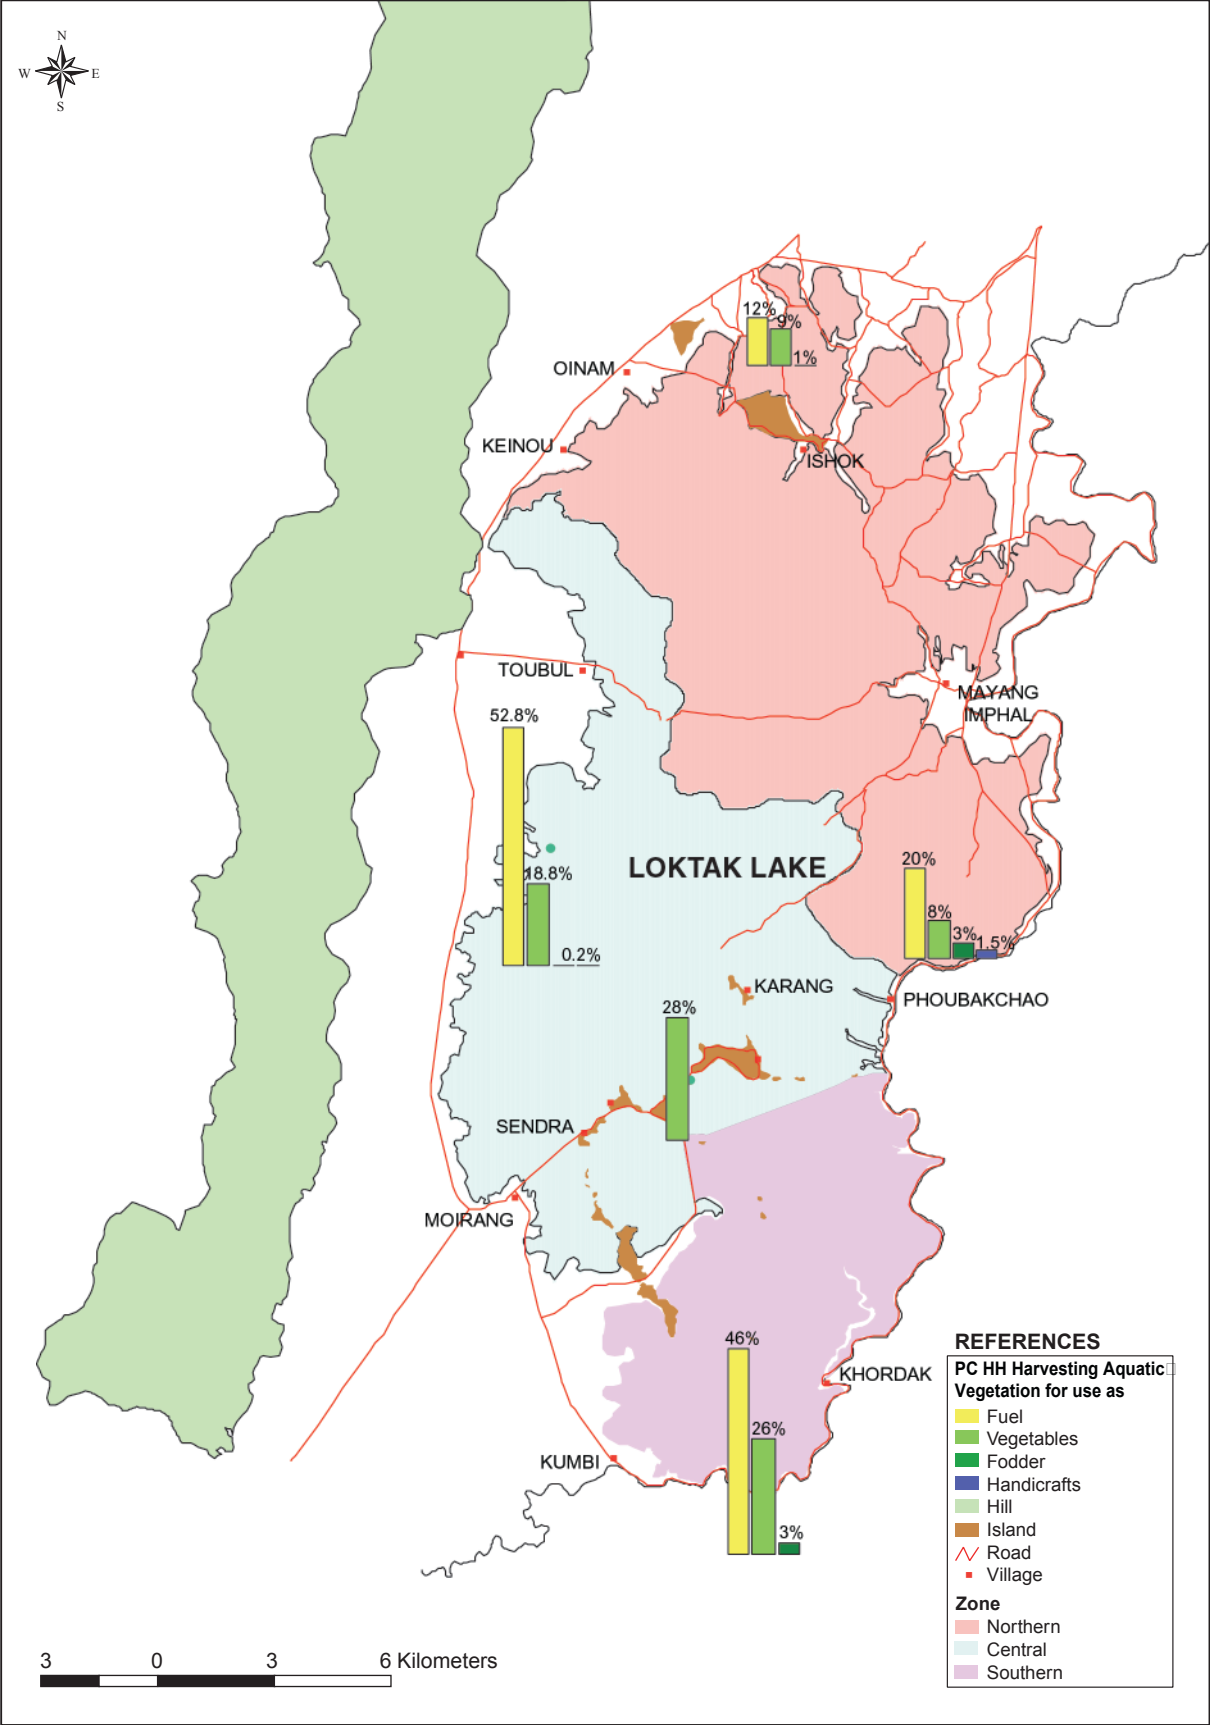 N
W E
S
12%
9%
1%
OINAM
KEINOU
ISHOK
TOUBUL
MAYANG
IMPHAL
52.8%
LOKTAK LAKE
18.8%
0.2%
20%
8%
3%
1.5%
KARANG
PHOUBAKCHAO
28%
SENDRA
MOIRANG
46%
26%
3%
KHORDAK
KUMBI
REFERENCES
PC HH Harvesting Aquatic
Vegetation for use as
Fuel
Vegetables
Fodder
Handicrafts
Hill
Island
Road
Village
Zone
Northern
Central
Southern
3 0 3 6 Kilometers